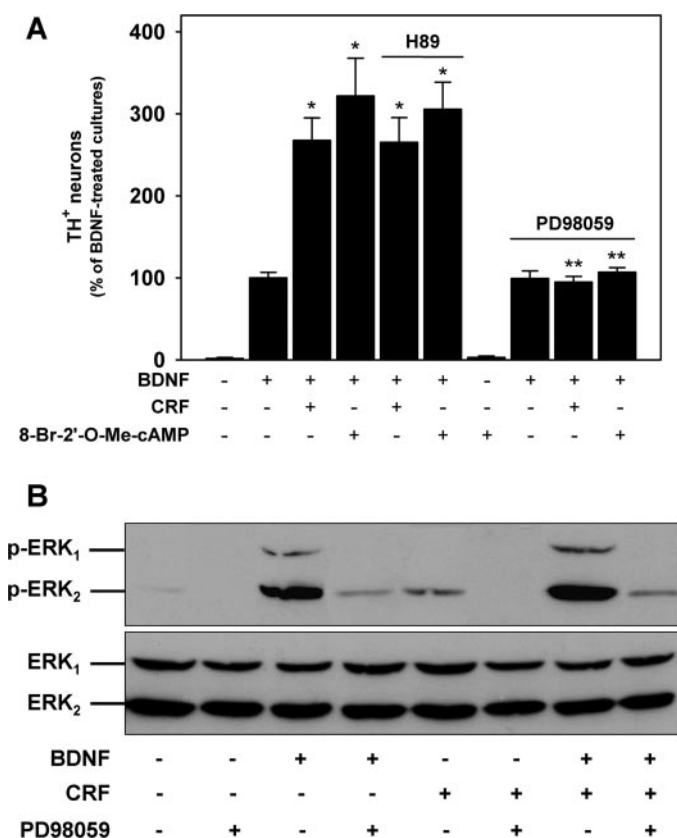 A
H89
PD98059
TH+ neurons
(% of BDNF-treated cultures)
400
300
200
100
0
* * * * ** **
BDNF - + + + + + - + + +
CRF - - + - + - - - + -
8-Br-2'-O-Me-cAMP - - - + - + + - - +
B
p-ERK1
p-ERK2
ERK1
ERK2
BDNF - - + + - - + +
CRF - - - - + + + +
PD98059 - + - + - + - +